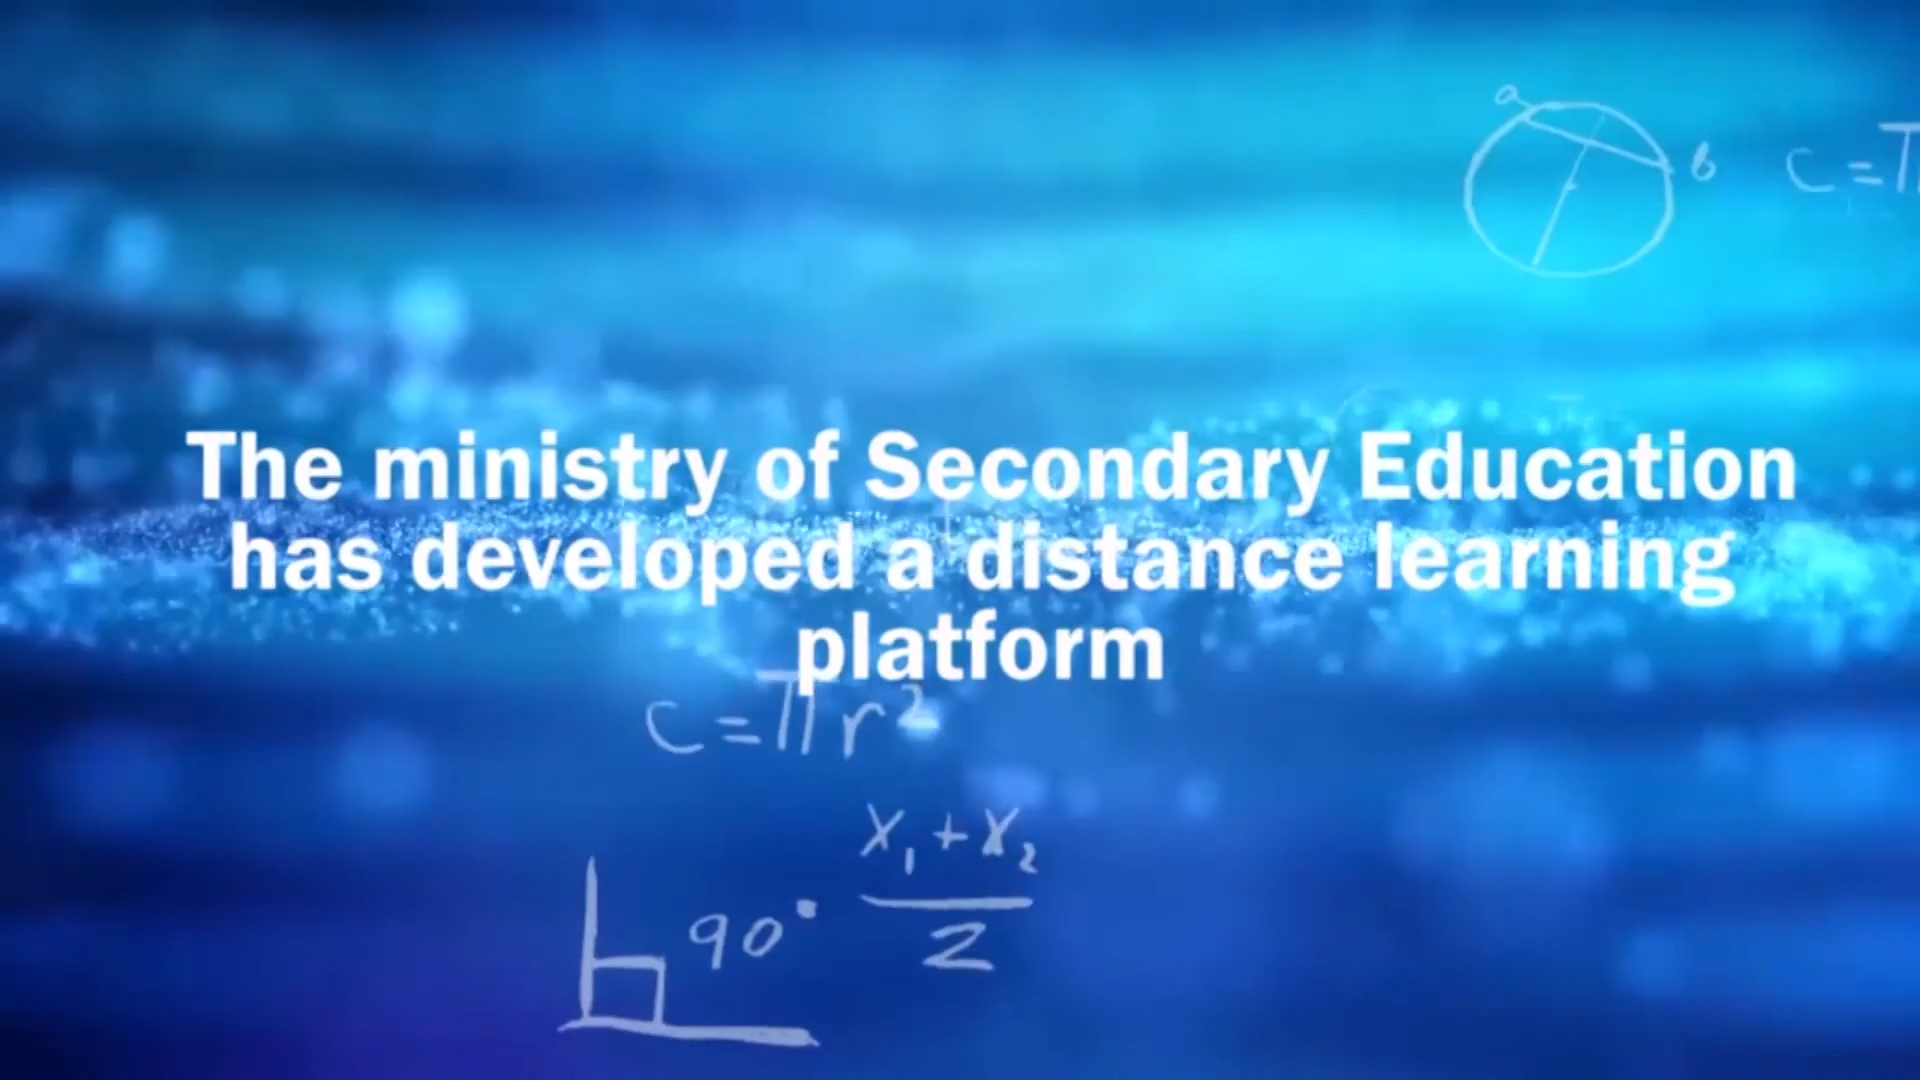 a
b c=π
The ministry of Secondary Education
has developed a distance learning
platform
c=πr²
x₁+x₂
90°
2